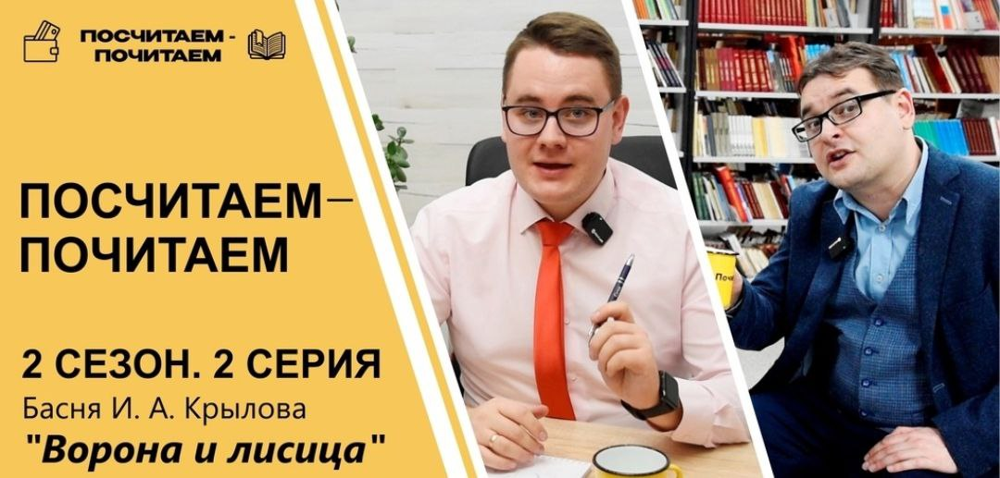 ПОСЧИТАЕМ -
ПОЧИТАЕМ
ПОСЧИТАЕМ—
ПОЧИТАЕМ
2 СЕЗОН. 2 СЕРИЯ
Басня И. А. Крылова
"Ворона и лисица"